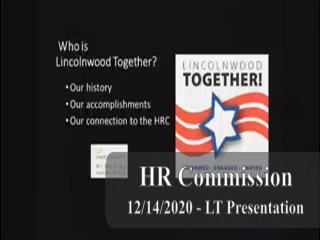 Who is
Lincolnwood Together?
• Our history
• Our accomplishments
• Our connection to the HRC
LINCOLNWOOD
TOGETHER!
HR Commission
12/14/2020 - LT Presentation